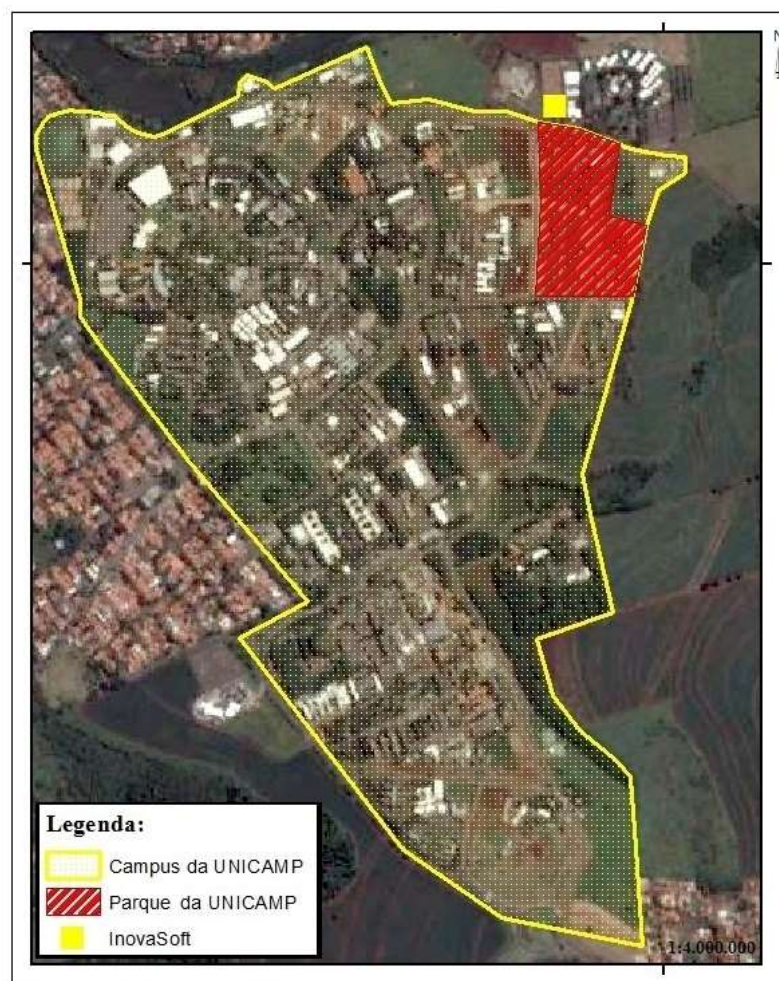 N
Legenda:
Campus da UNICAMP
Parque da UNICAMP
InovaSoft
1:4.000.000